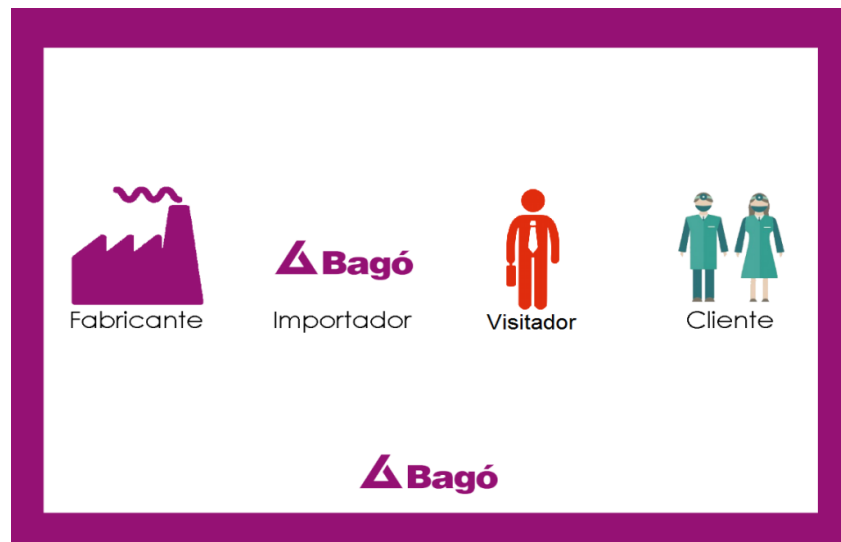 Bagó
Fabricante
Importador
Visitador
Cliente
Bagó